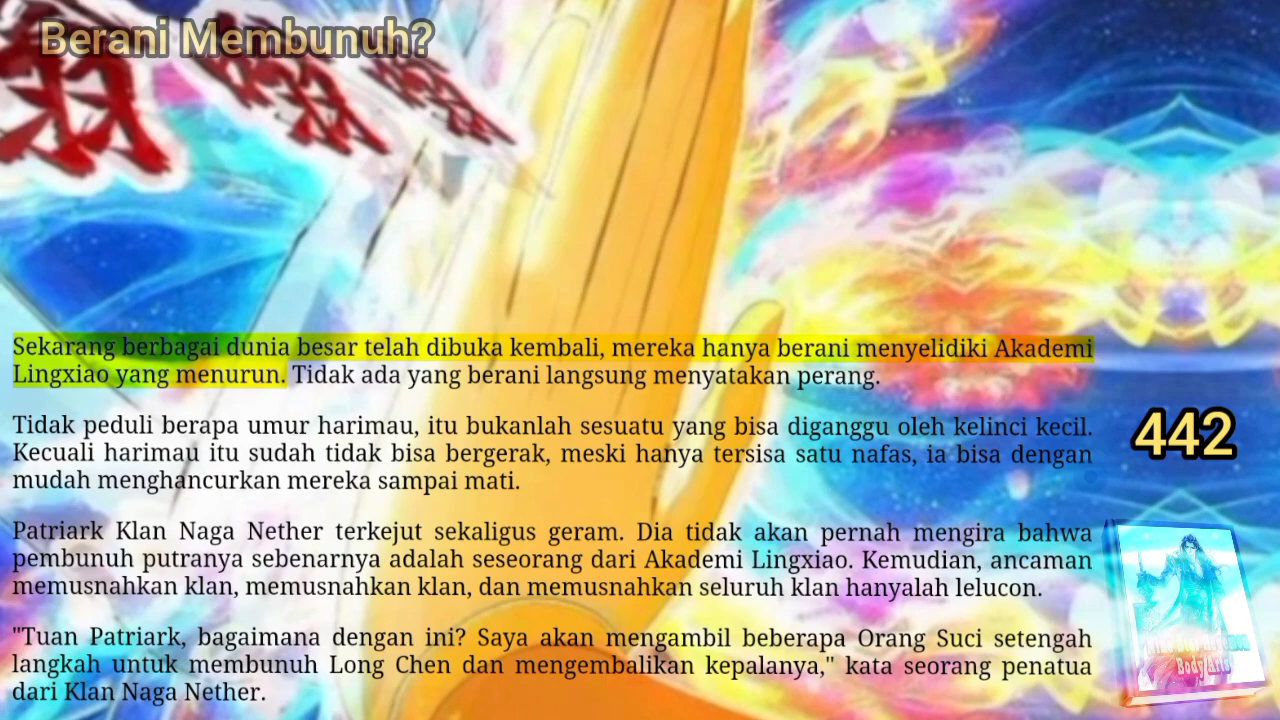 Berani Membunuh?
Sekarang berbagai dunia besar telah dibuka kembali, mereka hanya berani menyelidiki Akademi
Lingxiao yang menurun. Tidak ada yang berani langsung menyatakan perang.
Tidak peduli berapa umur harimau, itu bukanlah sesuatu yang bisa diganggu oleh kelinci kecil.
Kecuali harimau itu sudah tidak bisa bergerak, meski hanya tersisa satu nafas, ia bisa dengan
mudah menghancurkan mereka sampai mati.
442
Patriark Klan Naga Nether terkejut sekaligus geram. Dia tidak akan pernah mengira bahwa
pembunuh putranya sebenarnya adalah seseorang dari Akademi Lingxiao. Kemudian, ancaman
memusnahkan klan, memusnahkan klan, dan memusnahkan seluruh klan hanyalah lelucon.
"Tuan Patriark, bagaimana dengan ini? Saya akan mengambil beberapa Orang Suci setengah
langkah untuk membunuh Long Chen dan mengembalikan kepalanya," kata seorang penatua
dari Klan Naga Nether.
Nine Star Hegemon
Body Arts